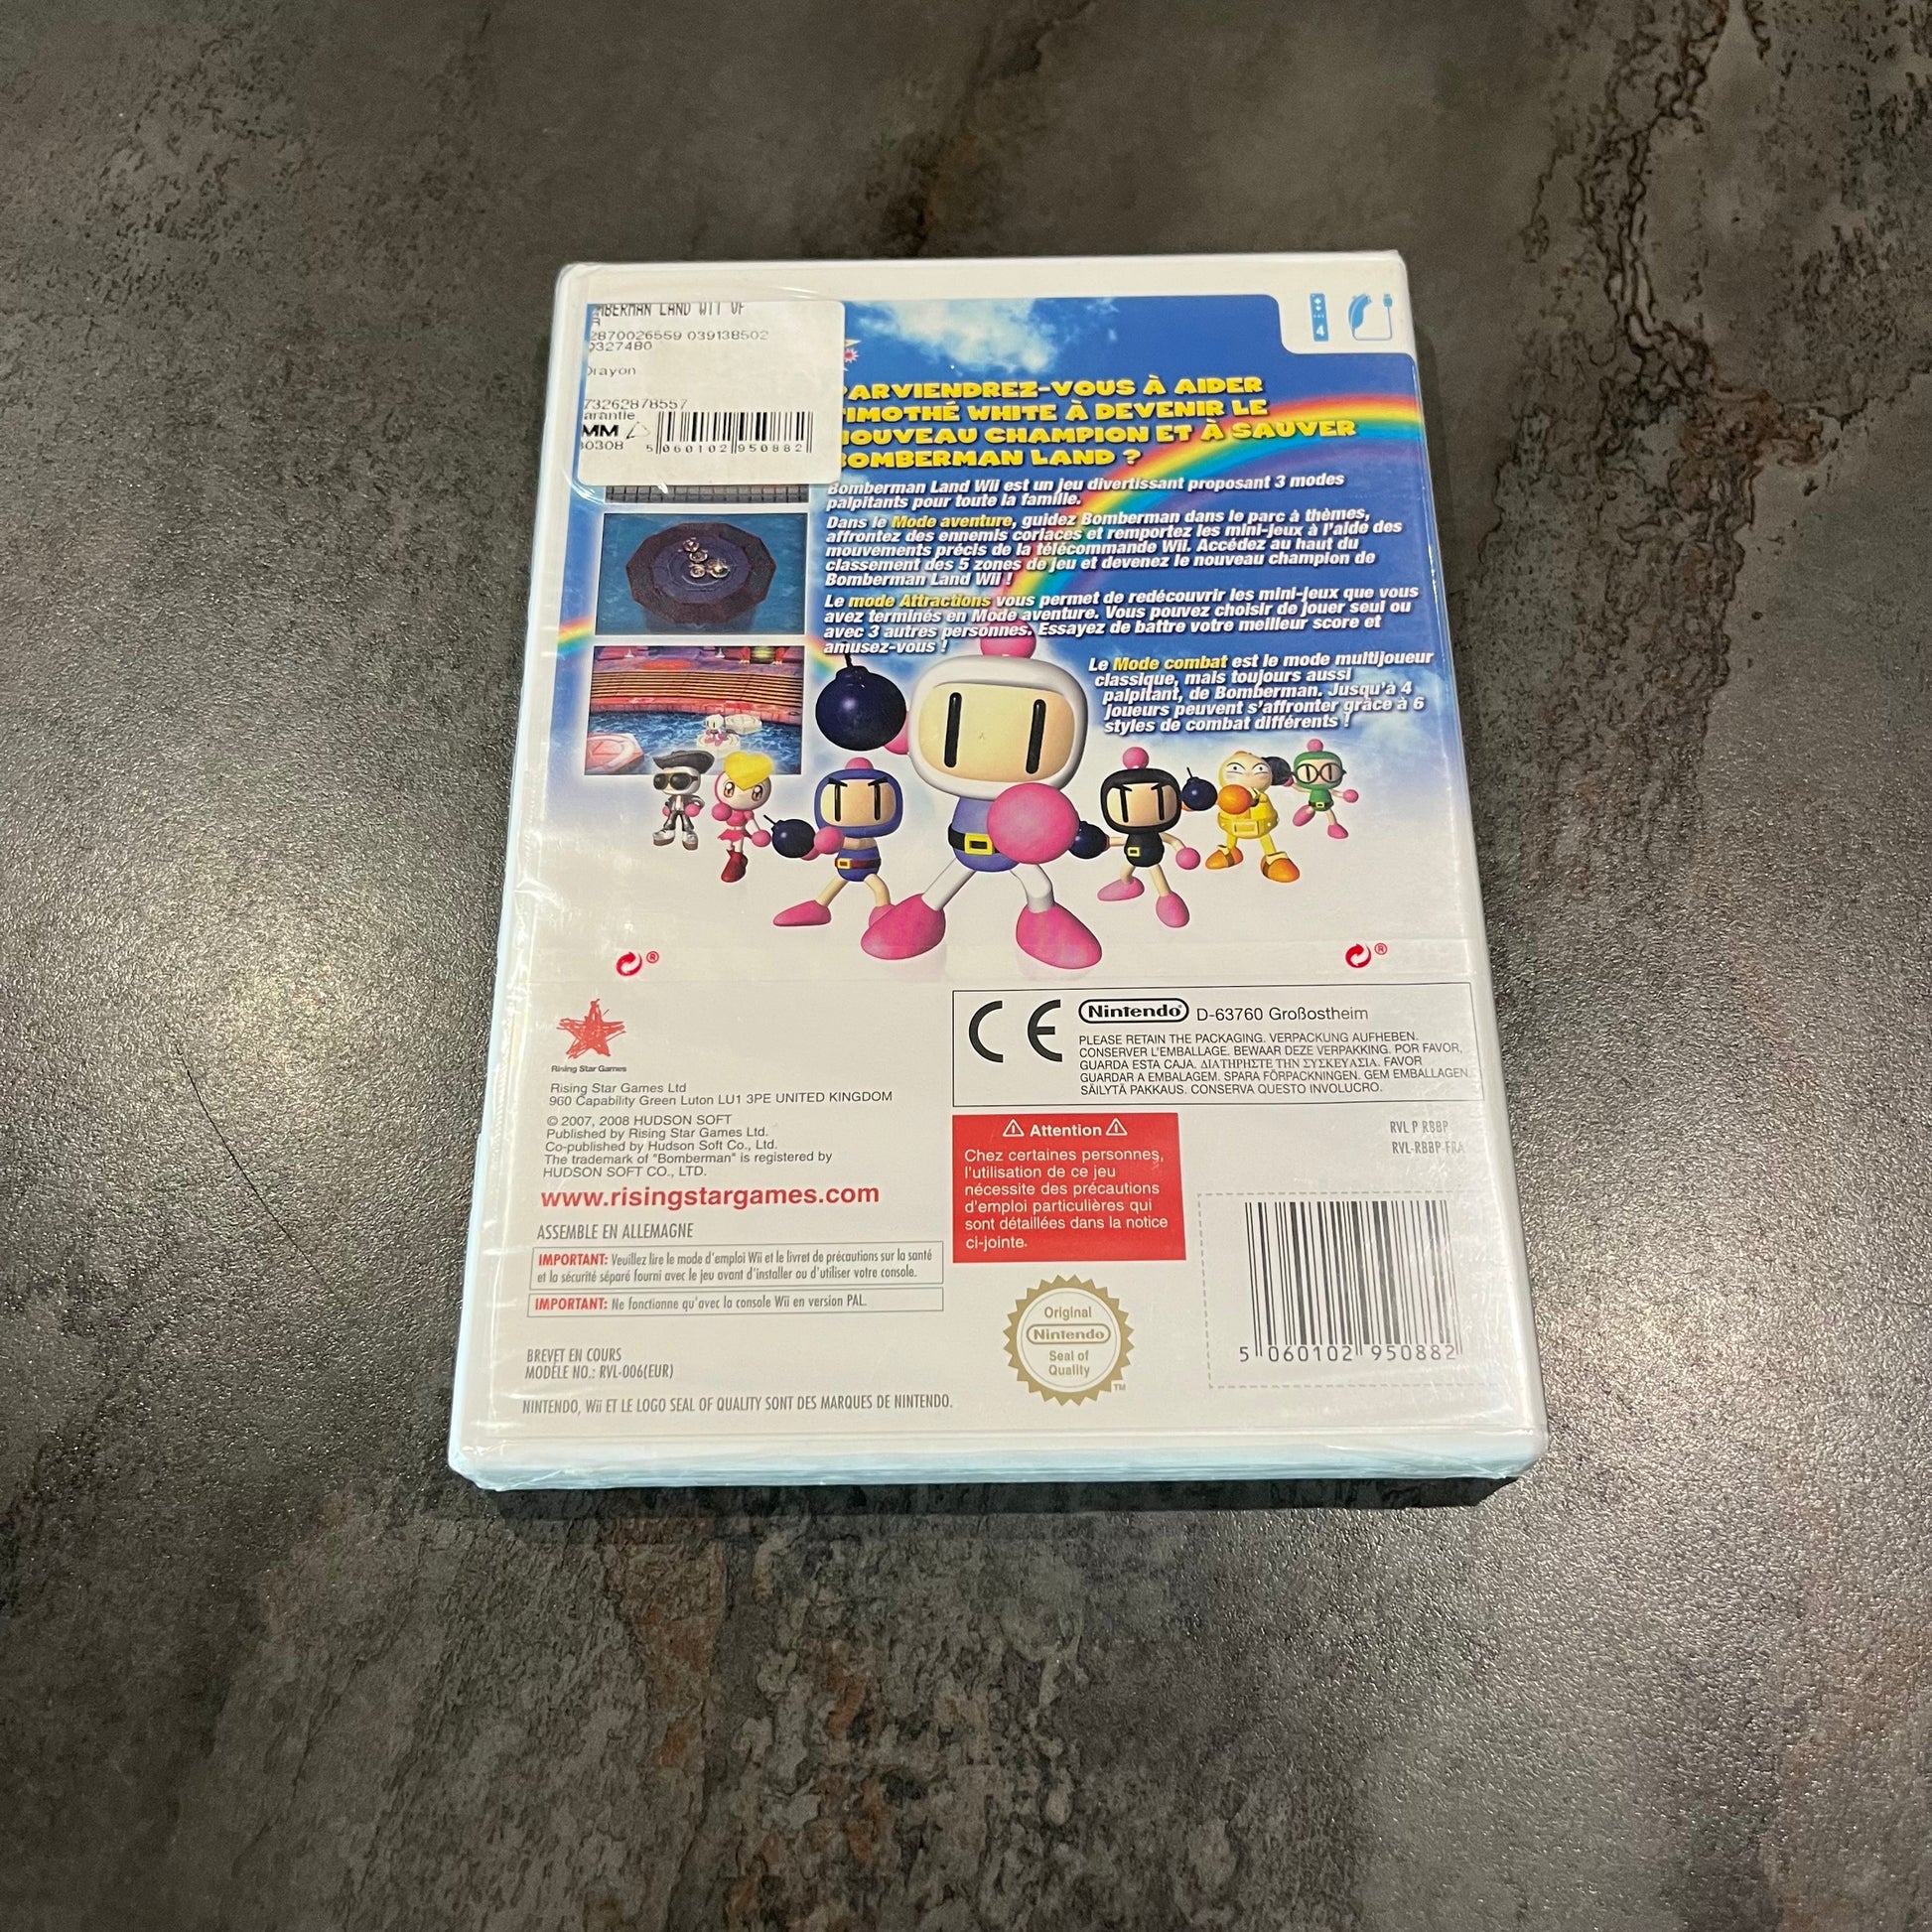 MBERMAN LAND WII VF
2870026559 039138502
0327480
73262878557
arantie
MM
80308
5 060102 950882
4
PARVIENDREZ-VOUS À AIDER
TIMOTHÉ WHITE À DEVENIR LE
NOUVEAU CHAMPION ET À SAUVER
BOMBERMAN LAND ?
Bomberman Land Wii est un jeu divertissant proposant 3 modes
palpitants pour toute la famille.
Dans le Mode aventure, guidez Bomberman dans le parc à thèmes,
affrontez des ennemis coriaces et remportez les mini-jeux à l'aide des
mouvements précis de la télécommande Wii. Accédez au haut du
classement des 5 zones de jeu et devenez le nouveau champion de
Bomberman Land Wii !
Le mode Attractions vous permet de redécouvrir les mini-jeux que vous
avez terminés en Mode aventure. Vous pouvez choisir de jouer seul ou
avec 3 autres personnes. Essayez de battre votre meilleur score et
amusez-vous !
Le Mode combat est le mode multijoueur
classique, mais toujours aussi
palpitant, de Bomberman. Jusqu'à 4
joueurs peuvent s'affronter grâce à 6
styles de combat différents !
®
®
Rising Star Games
Rising Star Games Ltd
960 Capability Green Luton LU1 3PE UNITED KINGDOM
© 2007, 2008 HUDSON SOFT
Published by Rising Star Games Ltd.
Co-published by Hudson Soft Co., Ltd.
The trademark of "Bomberman" is registered by
HUDSON SOFT CO., LTD.
www.risingstargames.com
ASSEMBLE EN ALLEMAGNE
IMPORTANT: Veuillez lire le mode d'emploi Wii et le livret de précautions sur la santé
et la sécurité séparé fourni avec le jeu avant d'installer ou d'utiliser votre console.
IMPORTANT: Ne fonctionne qu'avec la console Wii en version PAL.
BREVET EN COURS
MODÈLE NO.: RVL-006(EUR)
NINTENDO, Wii ET LE LOGO SEAL OF QUALITY SONT DES MARQUES DE NINTENDO.
CE
Nintendo® D-63760 Großostheim
PLEASE RETAIN THE PACKAGING. VERPACKUNG AUFHEBEN.
CONSERVER L'EMBALLAGE. BEWAAR DEZE VERPAKKING. POR FAVOR,
GUARDA ESTA CAJA. ΔΙΑΤΗΡΗΣΤΕ ΤΗΝ ΣΥΣΚΕΥΑΣΙΑ. FAVOR
GUARDAR A EMBALAGEM. SPARA FÖRPACKNINGEN. GEM EMBALLAGEN.
SÄILYTÄ PAKKAUS. CONSERVA QUESTO INVOLUCRO.
Attention
Chez certaines personnes,
l'utilisation de ce jeu
nécessite des précautions
d'emploi particulières qui
sont détaillées dans la notice
ci-jointe.
RVL P RBBP
RVL-RBBP-FRA
Original
Nintendo
Seal of
Quality
TM
5 060102 950882